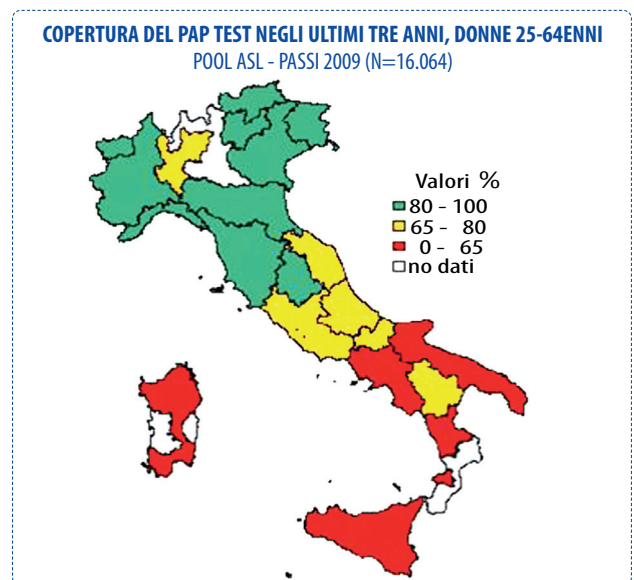 COPERTURA DEL PAP TEST NEGLI ULTIMI TRE ANNI, DONNE 25-64ENNI
POOL ASL - PASSI 2009 (N=16.064)
Valori %
80 - 100
65 - 80
0 - 65
no dati